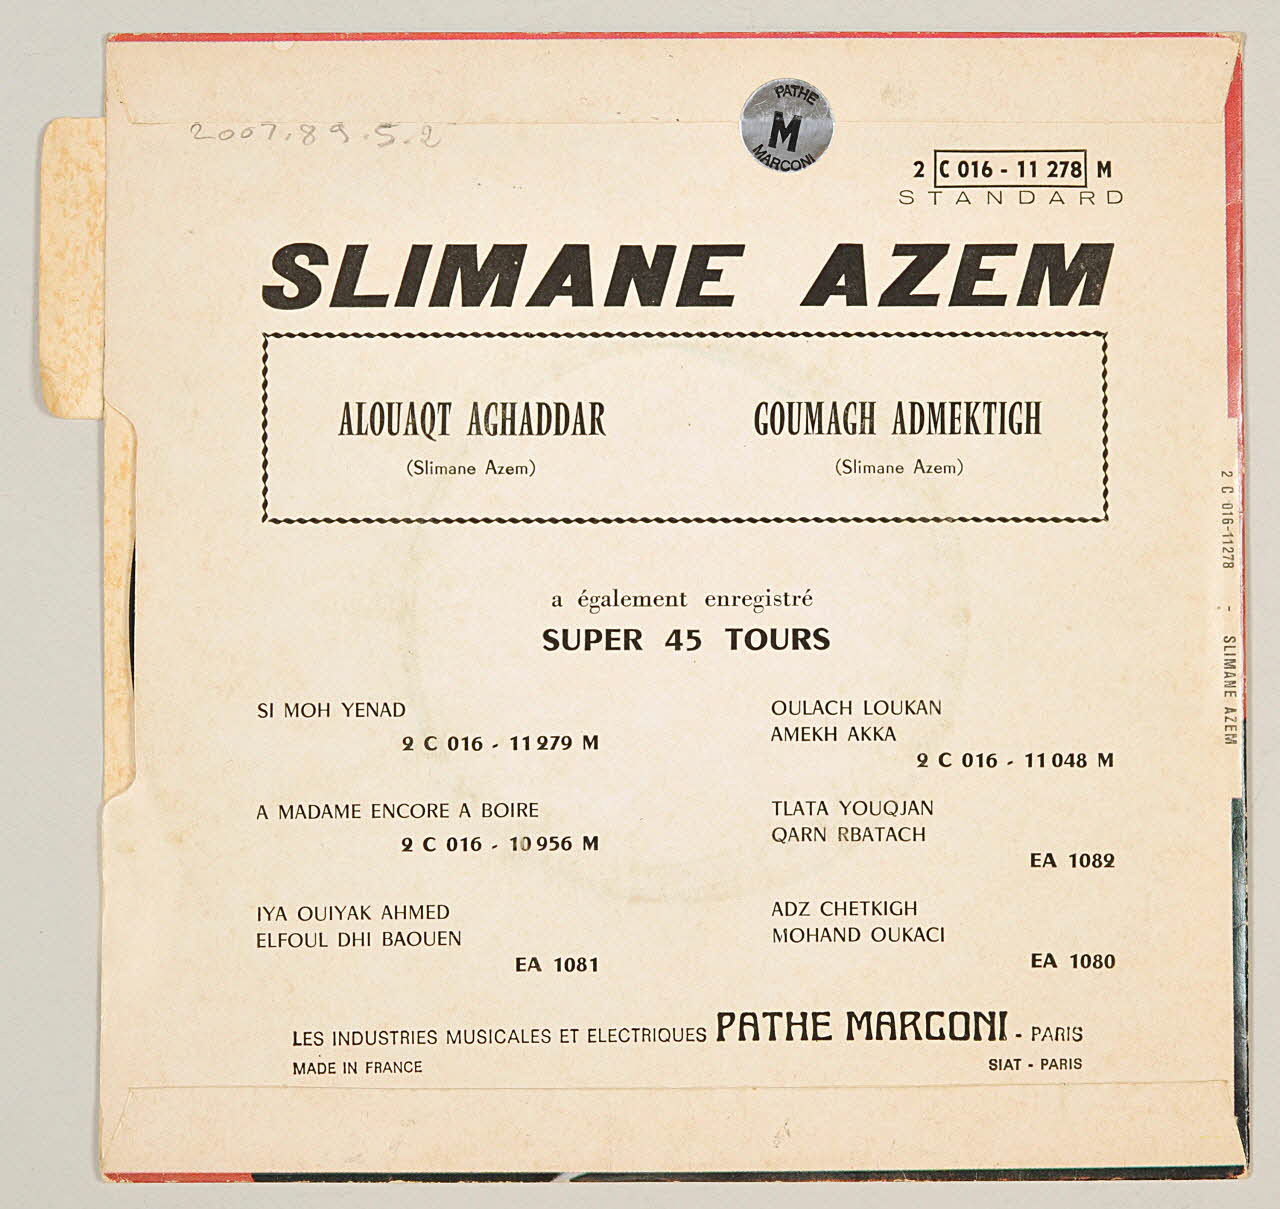 2007.89.5.2
PATHE
M
MARCONI
2 C 016 - 11 278 M
STANDARD
SLIMANE AZEM
ALOUAQT AGHADDAR
(Slimane Azem)
GOUMAGH ADMEKTIGH
(Slimane Azem)
a également enregistré
SUPER 45 TOURS
SI MOH YENAD
2 C 016 - 11 279 M
A MADAME ENCORE A BOIRE
2 C 016 - 10 956 M
IYA OUIYAK AHMED
ELFOUL DHI BAOUEN
EA 1081
OULACH LOUKAN
AMEKH AKKA
2 C 016 - 11 048 M
TLATA YOUQJAN
QARN RBATACH
EA 1082
ADZ CHETKIGH
MOHAND OUKACI
EA 1080
LES INDUSTRIES MUSICALES ET ELECTRIQUES PATHE MARCONI - PARIS
MADE IN FRANCE
SIAT - PARIS
2 C 016-11278 - SLIMANE AZEM